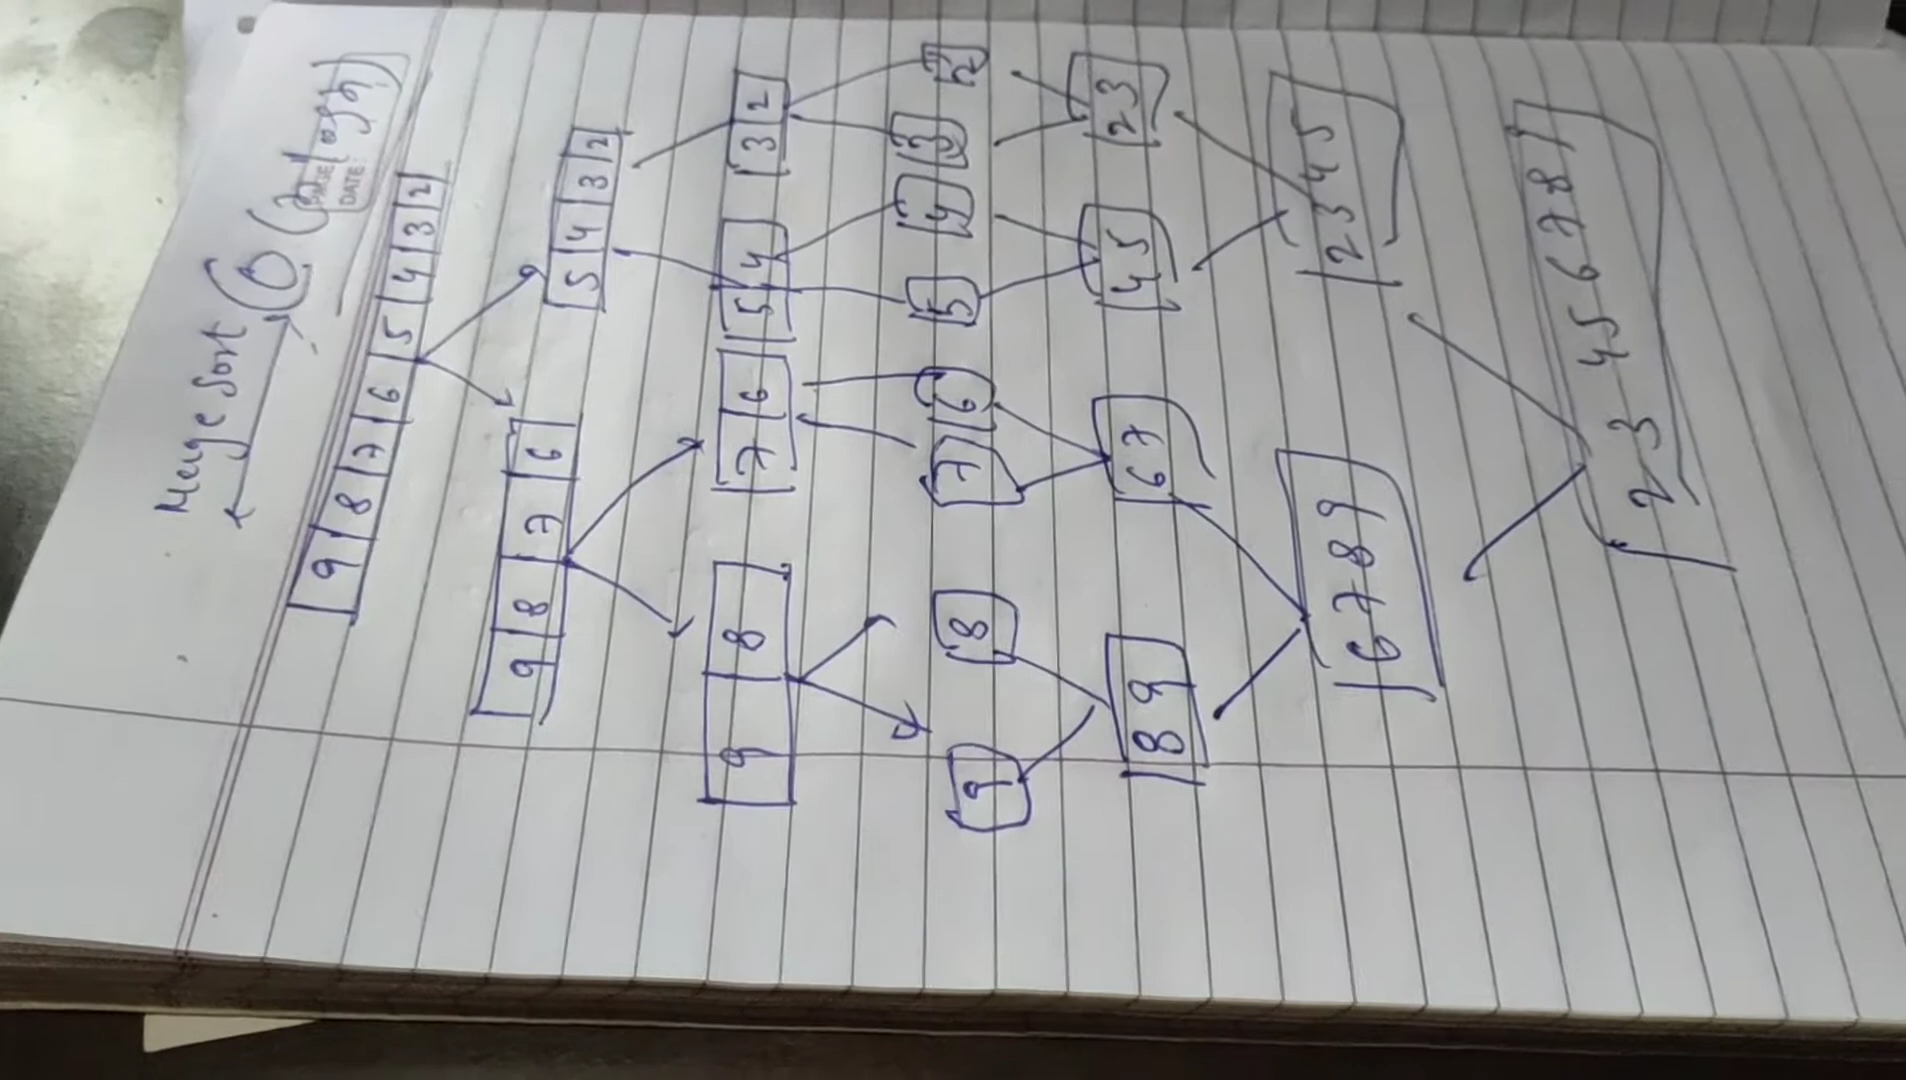 Merge Sort O(nlogn)
PAGE
DATE:
9 8 7 6 5 4 3 2
9 8 7 6 5 4 3 2
9 8 7 6 5 4 3 2
9 8 7 6 5 4 3 2
8 9 6 7 4 5 2 3
6 7 8 9 2 3 4 5
2 3 4 5 6 7 8 9